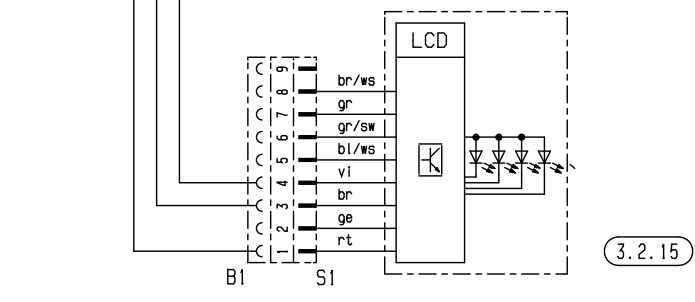 LCD
9
8 br/ws
7 gr
6 gr/sw
5 bl/ws
4 vi
3 br
2 ge
1 rt
B1 S1
3.2.15